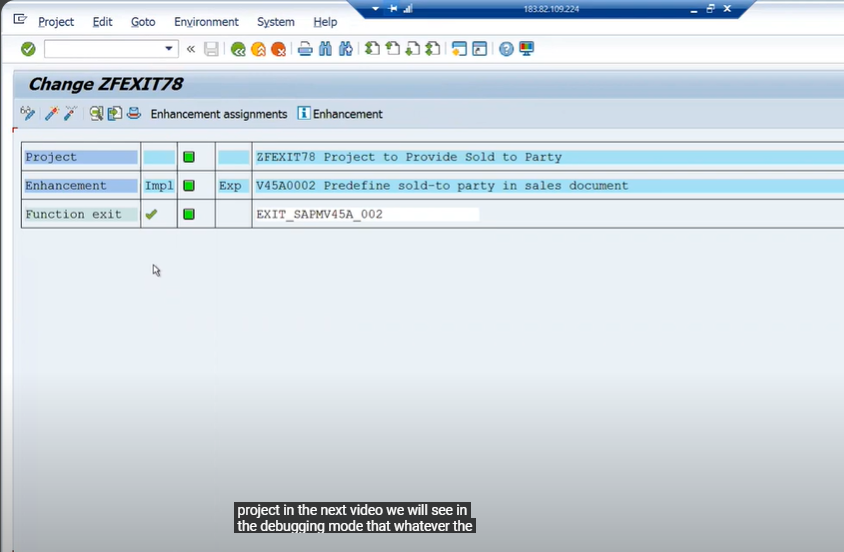 183.82.109.224
Project Edit Goto Environment System Help
Change ZFEXIT78
Enhancement assignments Enhancement
Project ZFEXIT78 Project to Provide Sold to Party
Enhancement Impl Exp V45A0002 Predefine sold-to party in sales document
Function exit EXIT_SAPMV45A_002
project in the next video we will see in
the debugging mode that whatever the